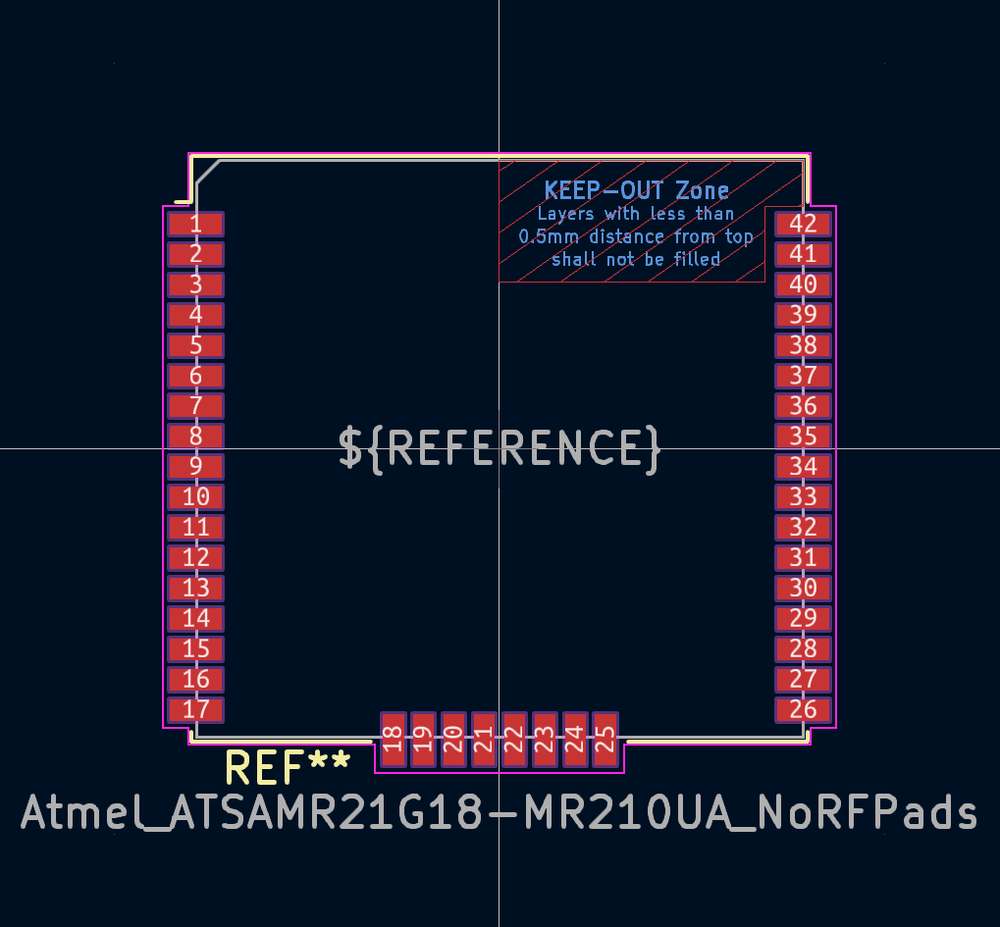 KEEP-OUT Zone
Layers with less than
0.5mm distance from top
shall not be filled
1 42
2 41
3 40
4 39
5 38
6 37
7 36
8 35
${REFERENCE}
9 34
10 33
11 32
12 31
13 30
14 29
15 28
16 27
17 26
18 19 20 21 22 23 24 25
REF**
Atmel_ATSAMR21G18-MR210UA_NoRFPads